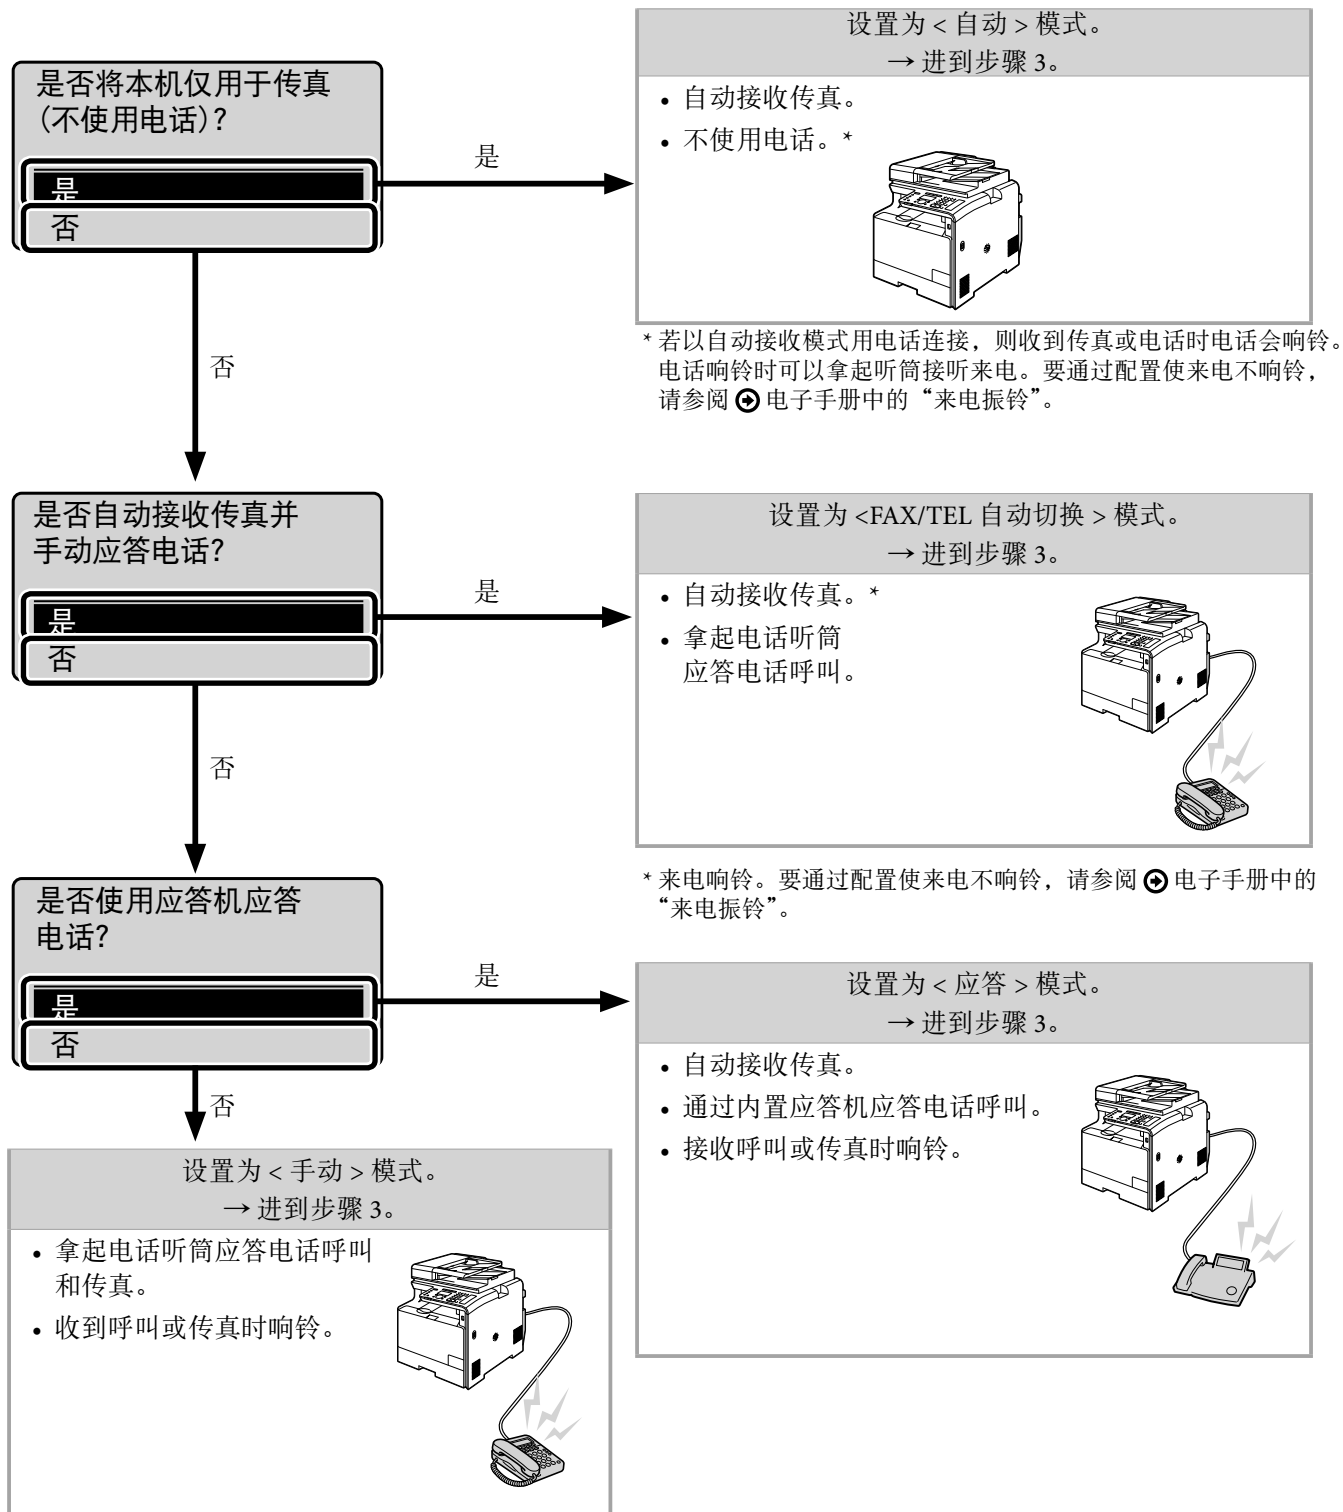 是否将本机仅用于传真
(不使用电话)?
是
否
是
设置为 < 自动 > 模式。
→ 进到步骤 3。
• 自动接收传真。
• 不使用电话。*
* 若以自动接收模式用电话连接，则收到传真或电话时电话会响铃。
电话响铃时可以拿起听筒接听来电。要通过配置使来电不响铃，
请参阅 电子手册中的“来电振铃”。
否
是否自动接收传真并
手动应答电话?
是
否
是
设置为 <FAX/TEL 自动切换 > 模式。
→ 进到步骤 3。
• 自动接收传真。*
• 拿起电话听筒
应答电话呼叫。
* 来电响铃。要通过配置使来电不响铃，请参阅 电子手册中的
“来电振铃”。
否
是否使用应答机应答
电话?
是
否
是
设置为 < 应答 > 模式。
→ 进到步骤 3。
• 自动接收传真。
• 通过内置应答机应答电话呼叫。
• 接收呼叫或传真时响铃。
否
设置为 < 手动 > 模式。
→ 进到步骤 3。
• 拿起电话听筒应答电话呼叫
和传真。
• 收到呼叫或传真时响铃。